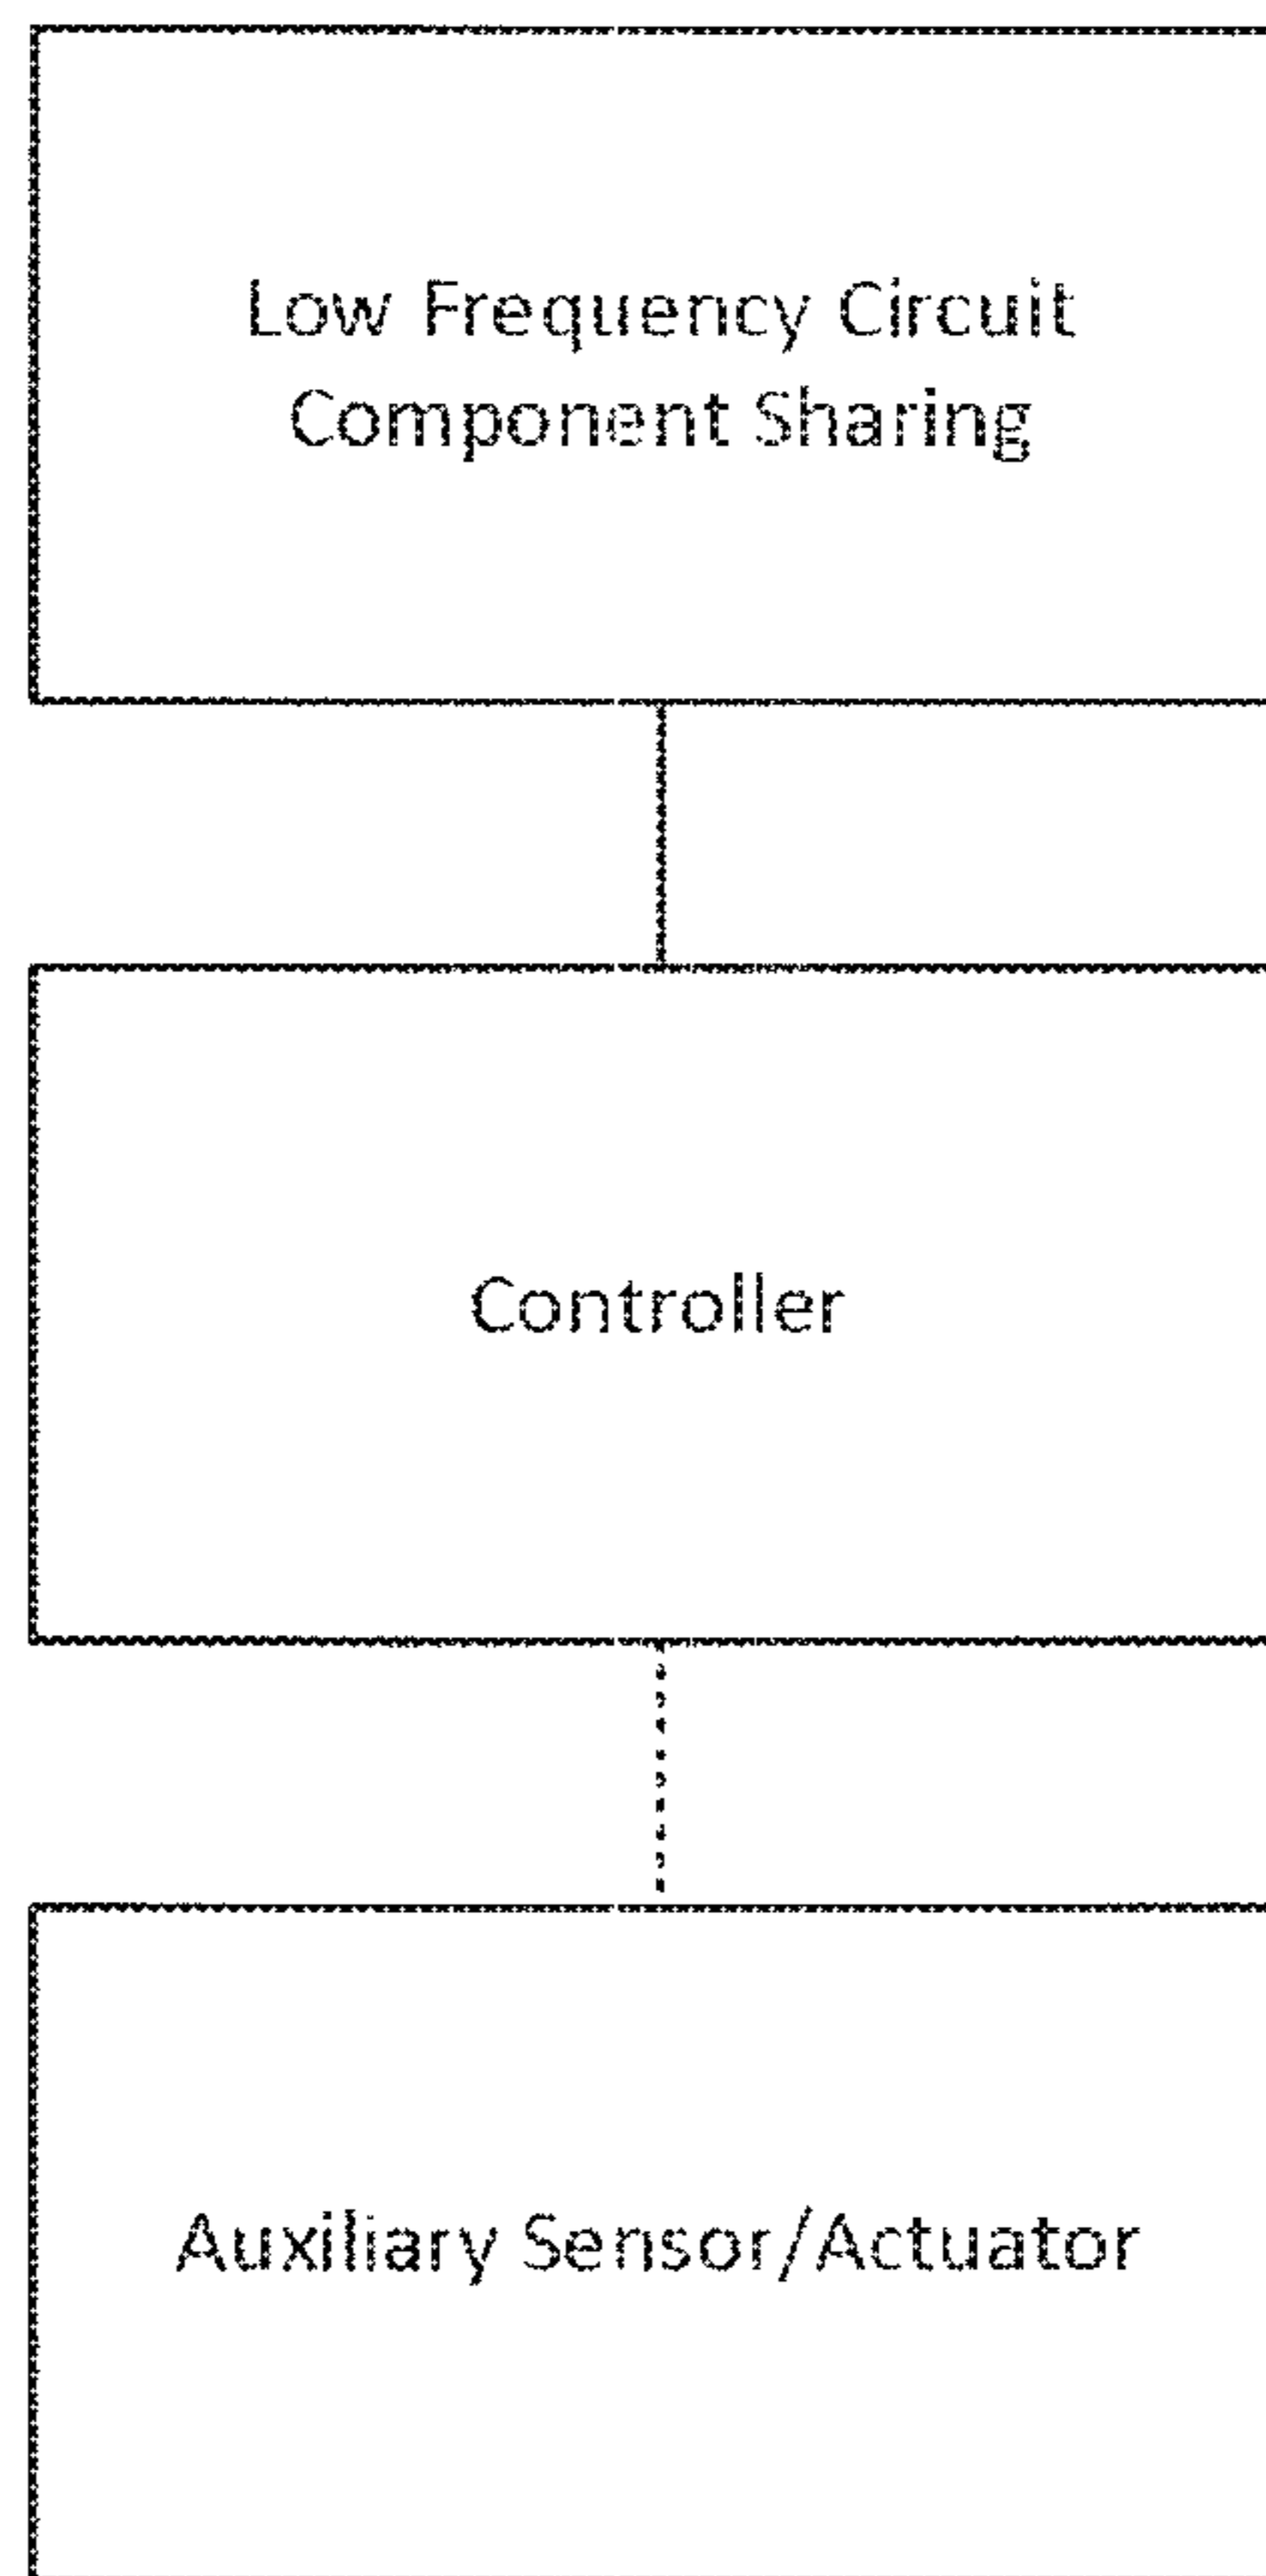 Low Frequency Circuit
Component Sharing
Controller
Auxiliary Sensor/Actuator